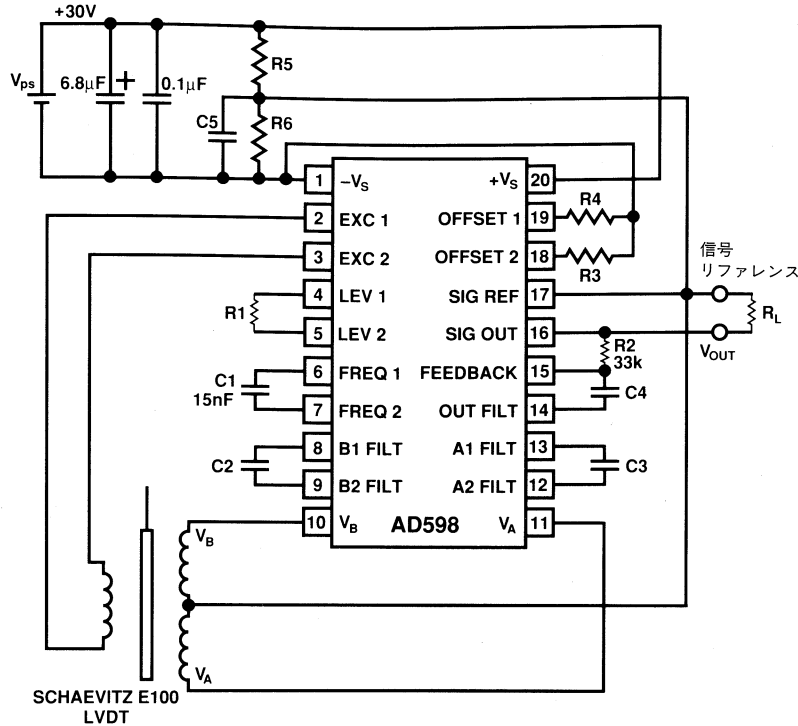 +30V
Vps
6.8µF +
0.1µF
R5
C5
R6
1 −VS
+VS 20
R4
2 EXC 1
OFFSET 1 19
3 EXC 2
OFFSET 2 18
R3
信号
リファレンス
4 LEV 1
SIG REF 17
R1
RL
5 LEV 2
SIG OUT 16
R2
33k
VOUT
6 FREQ 1
FEEDBACK 15
C1
15nF
C4
7 FREQ 2
OUT FILT 14
8 B1 FILT
A1 FILT 13
C2
C3
9 B2 FILT
A2 FILT 12
10 VB
AD598
VA 11
VB
VA
SCHAEVITZ E100
LVDT